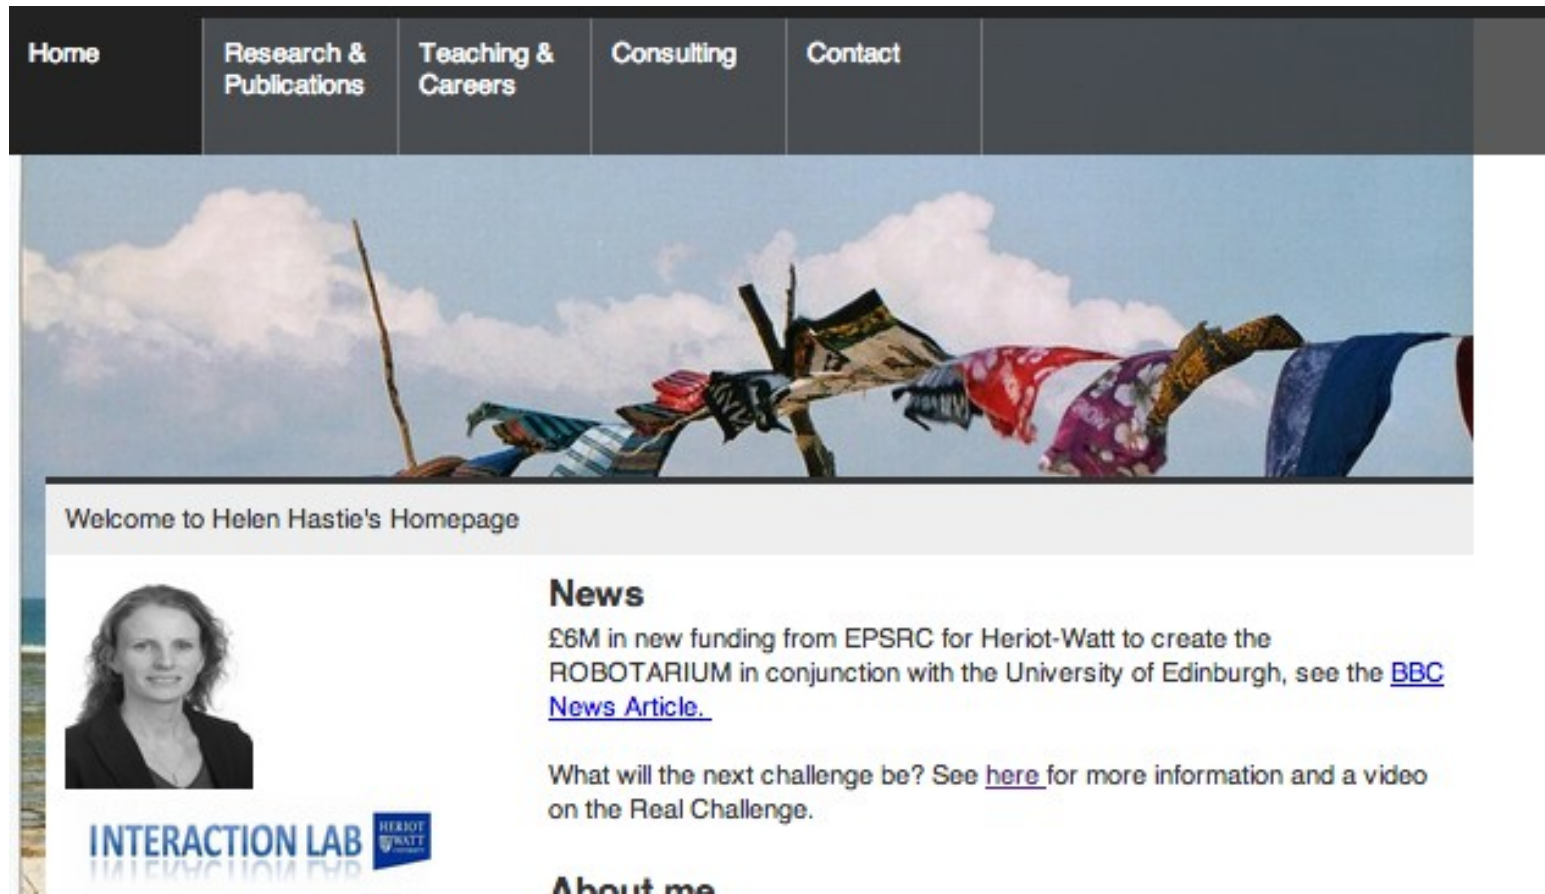 Home
Research &
Publications
Teaching &
Careers
Consulting
Contact
Welcome to Helen Hastie's Homepage
News
£6M in new funding from EPSRC for Heriot-Watt to create the
ROBOTARIUM in conjunction with the University of Edinburgh, see the BBC
News Article.
What will the next challenge be? See here for more information and a video
on the Real Challenge.
INTERACTION LAB
HERIOT
WATT
UNIVERSITY
About me